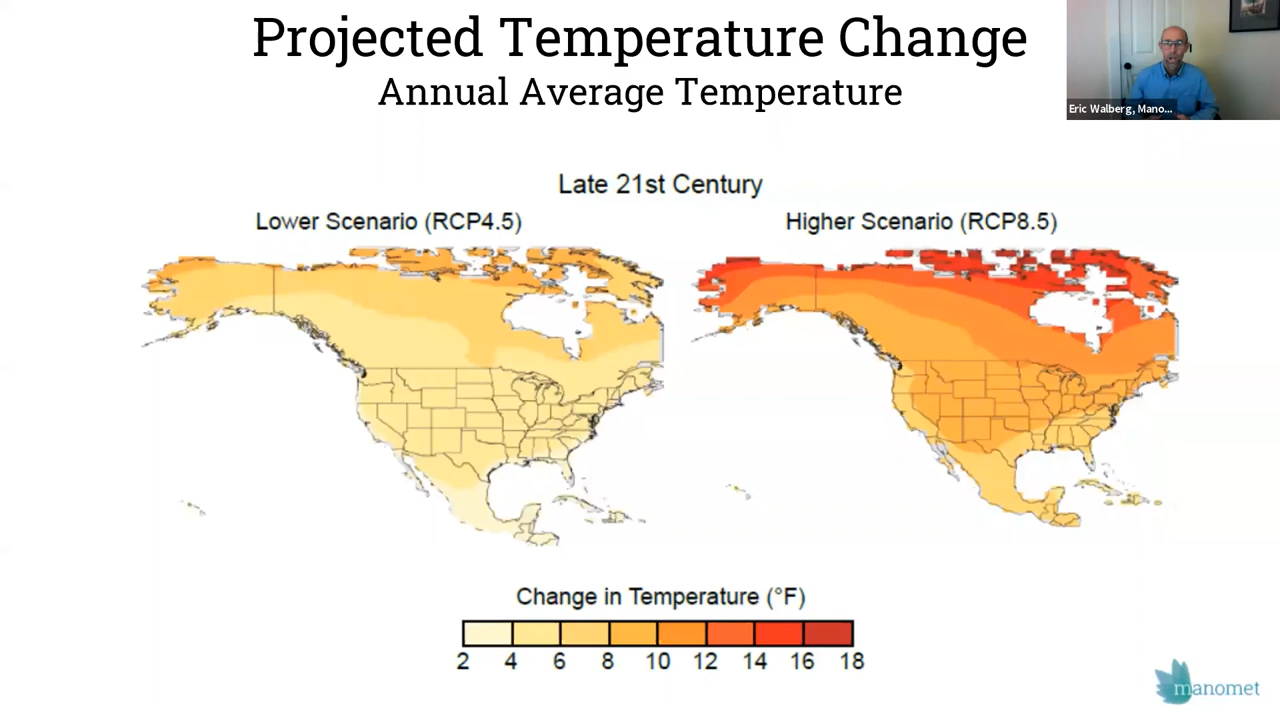 Projected Temperature Change
Annual Average Temperature
Eric Walberg, Mano...
Late 21st Century
Lower Scenario (RCP4.5)
Higher Scenario (RCP8.5)
Change in Temperature (°F)
2 4 6 8 10 12 14 16 18
manomet